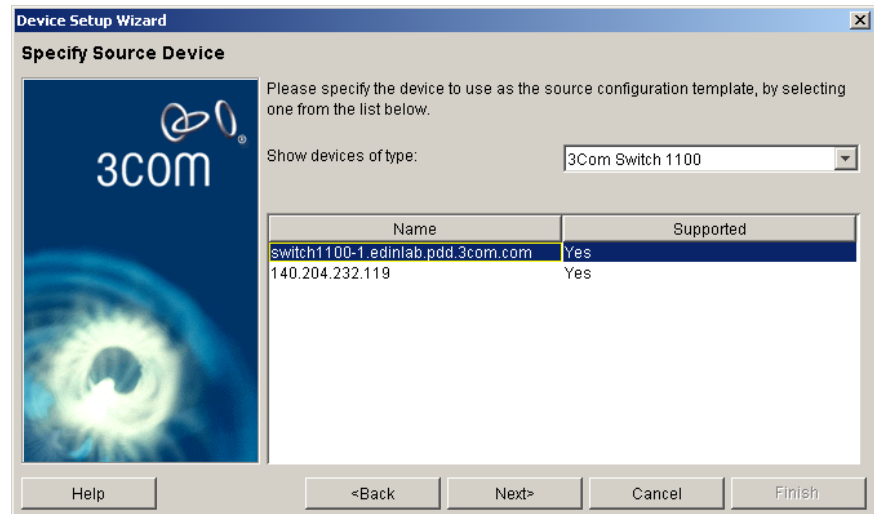 Device Setup Wizard
Specify Source Device
3com®
Please specify the device to use as the source configuration template, by selecting
one from the list below.
Show devices of type: 3Com Switch 1100
Name Supported
switch1100-1.edinlab.pdd.3com.com Yes
140.204.232.119 Yes
Help <Back Next> Cancel Finish